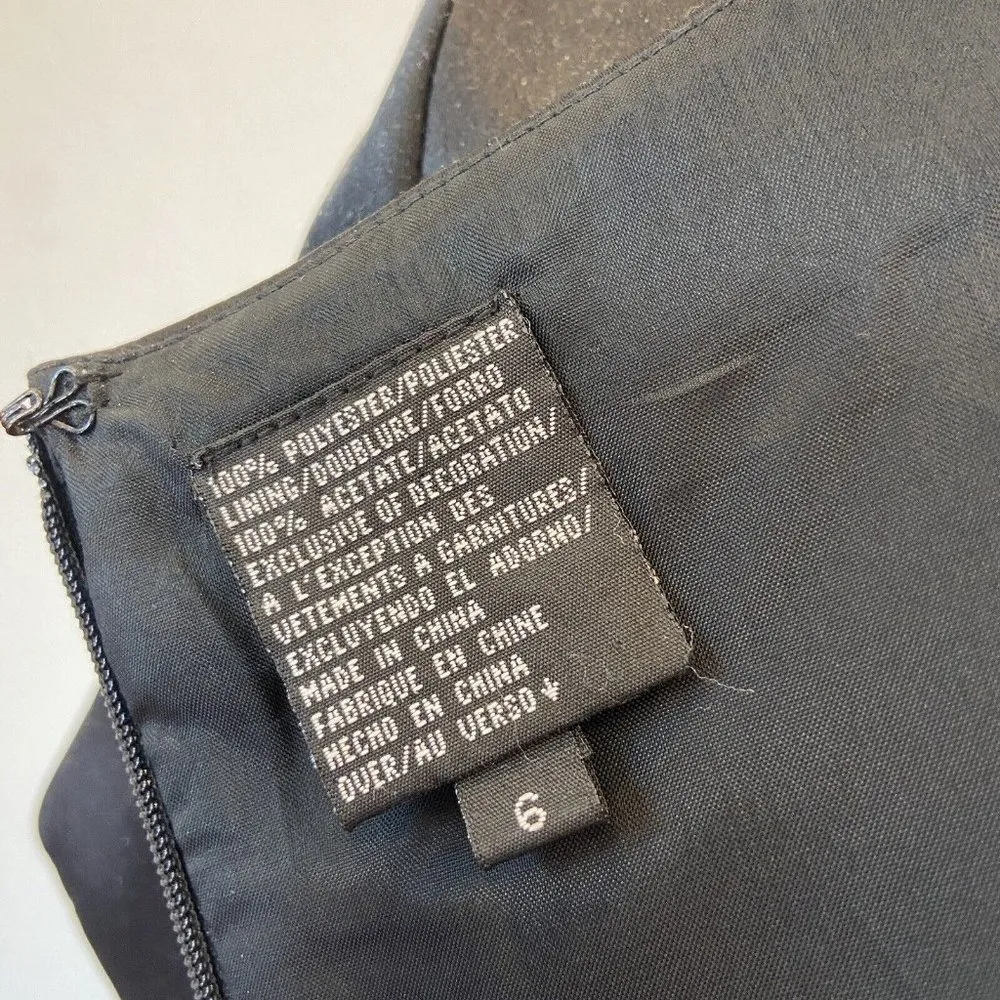 100% POLYESTER/POLIESTER
LINING/DOUBLURE/FORRO
100% ACETATE/ACETATO
EXCLUSIVE OF DECORATION/
A L'EXCEPTION DES
VETEMENTS A GARNITURES/
EXCLUYENDO EL ADORNO/
MADE IN CHINA
FABRIQUE EN CHINE
HECHO EN CHINA
OVER/AU VERSO
6